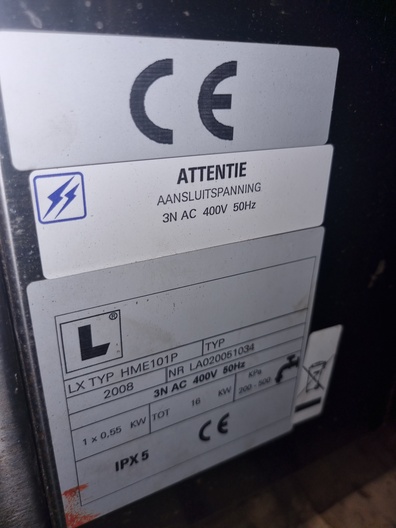 CE
ATTENTIE
AANSLUITSPANNING
3N AC 400V 50Hz
L®
LX TYP HME101P TYP
2008 NR LA020051034
3N AC 400V 50Hz
1 x 0,55 KW TOT 16 KW KPa 200 - 500
IPX5 CE